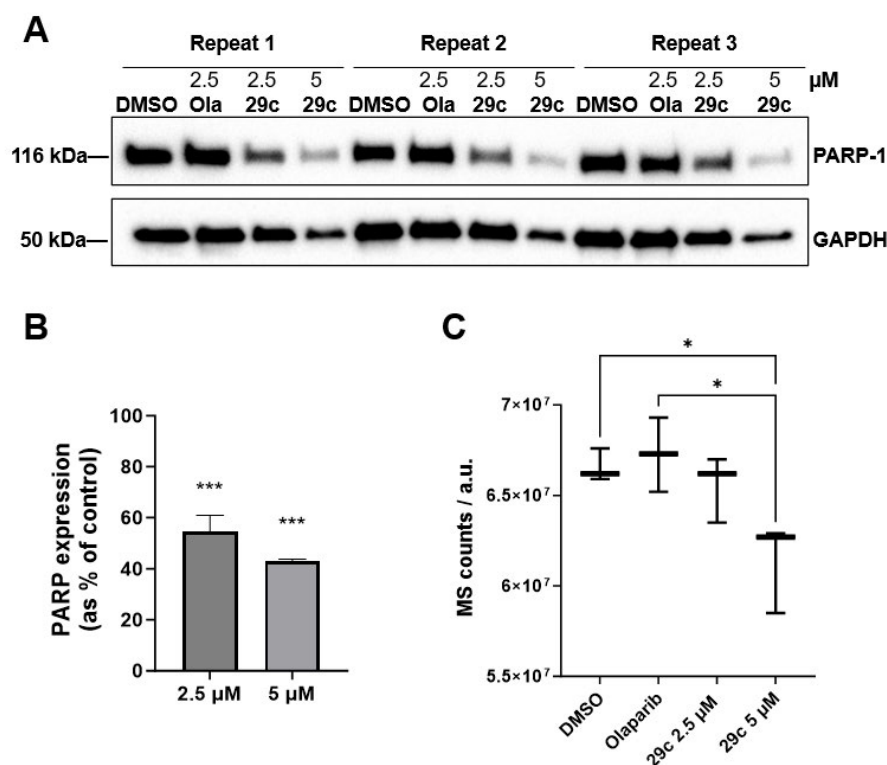 A
Repeat 1 Repeat 2 Repeat 3
2.5 2.5 5 2.5 2.5 5 2.5 2.5 5 µM
DMSO Ola 29c 29c DMSO Ola 29c 29c DMSO Ola 29c 29c
116 kDa PARP-1
50 kDa GAPDH
B
PARP expression
(as % of control)
100
80
60
40
20
0
***
***
2.5 µM 5 µM
C
*
*
MS counts / a.u.
7×10⁷
6.5×10⁷
6×10⁷
5.5×10⁷
DMSO
Olaparib
29c 2.5 µM
29c 5 µM